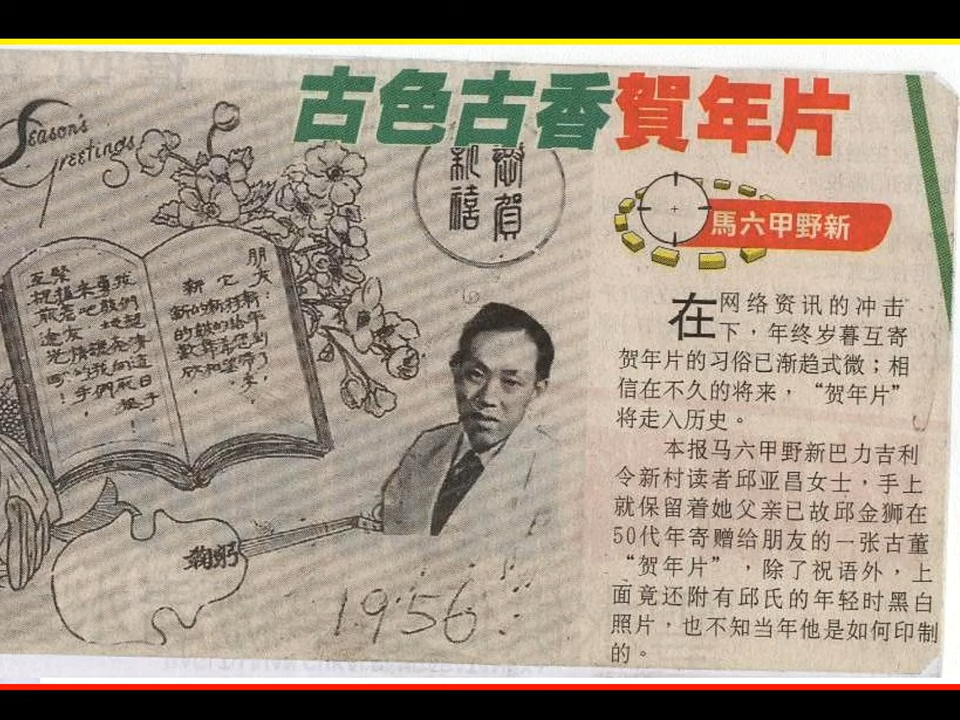 古色古香賀年片
Season's
Greetings
恭賀
新禧
朋友：
鞠躬
1956
馬六甲野新
在网络资讯的冲击
下，年终岁暮互寄
贺年片的习俗已渐趋式微；相
信在不久的将来，“贺年片”
将走入历史。
本报马六甲野新巴力吉利
令新村读者邱亚昌女士，手上
就保留着她父亲已故邱金狮在
50代年寄赠给朋友的一张古董
“贺年片”，除了祝语外，上
面竟还附有邱氏的年轻时黑白
照片，也不知当年他是如何印制
的。